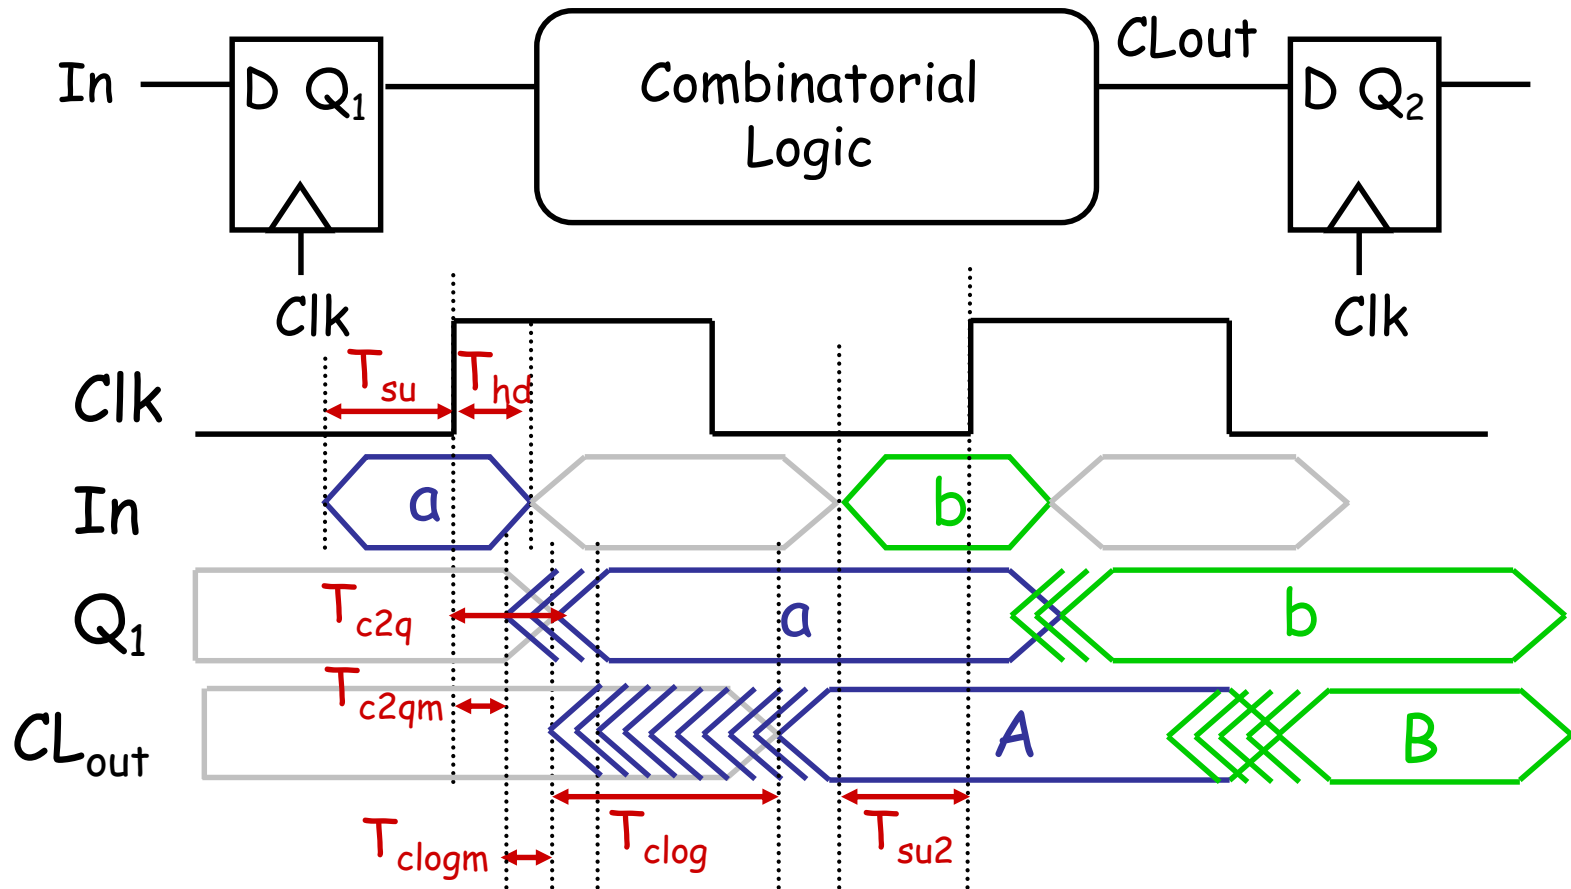 In
D Q1
Combinatorial
Logic
CLout
D Q2
Clk
Clk
Clk
Tsu
Thd
In
a
b
Q1
Tc2q
a
b
Tc2qm
CLout
A
B
Tclogm
Tclog
Tsu2